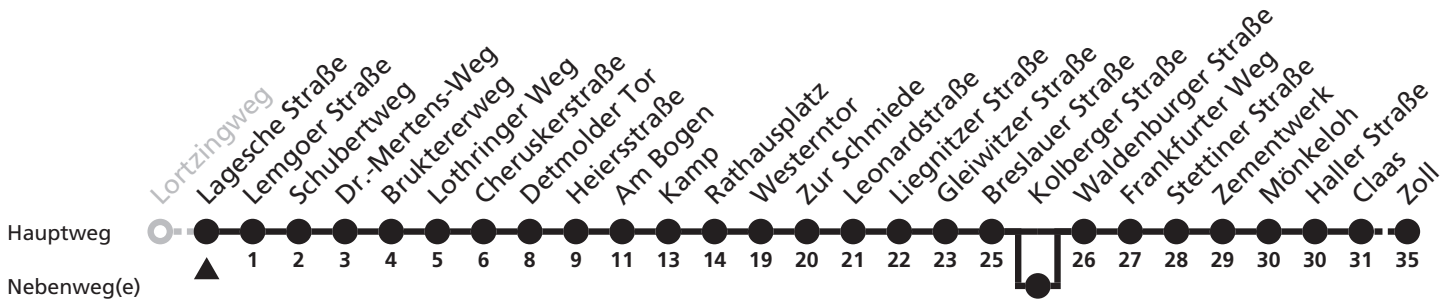 Lortzingweg
Lagesche Straße
Lemgoer Straße
Schubertweg
Dr.-Mertens-Weg
Bruktererweg
Lothringer Weg
Cheruskerstraße
Detmolder Tor
Heiersstraße
Am Bogen
Kamp
Rathausplatz
Westerntor
Zur Schmiede
Leonardstraße
Liegnitzer Straße
Gleiwitzer Straße
Breslauer Straße
Kolberger Straße
Waldenburger Straße
Frankfurter Weg
Stettiner Straße
Zementwerk
Mönkeloh
Haller Straße
Claas
Zoll
Hauptweg
1 2 3 4 5 6 8 9 11 13 14 19 20 21 22 23 25 26 27 28 29 30 30 31 35
Nebenweg(e)